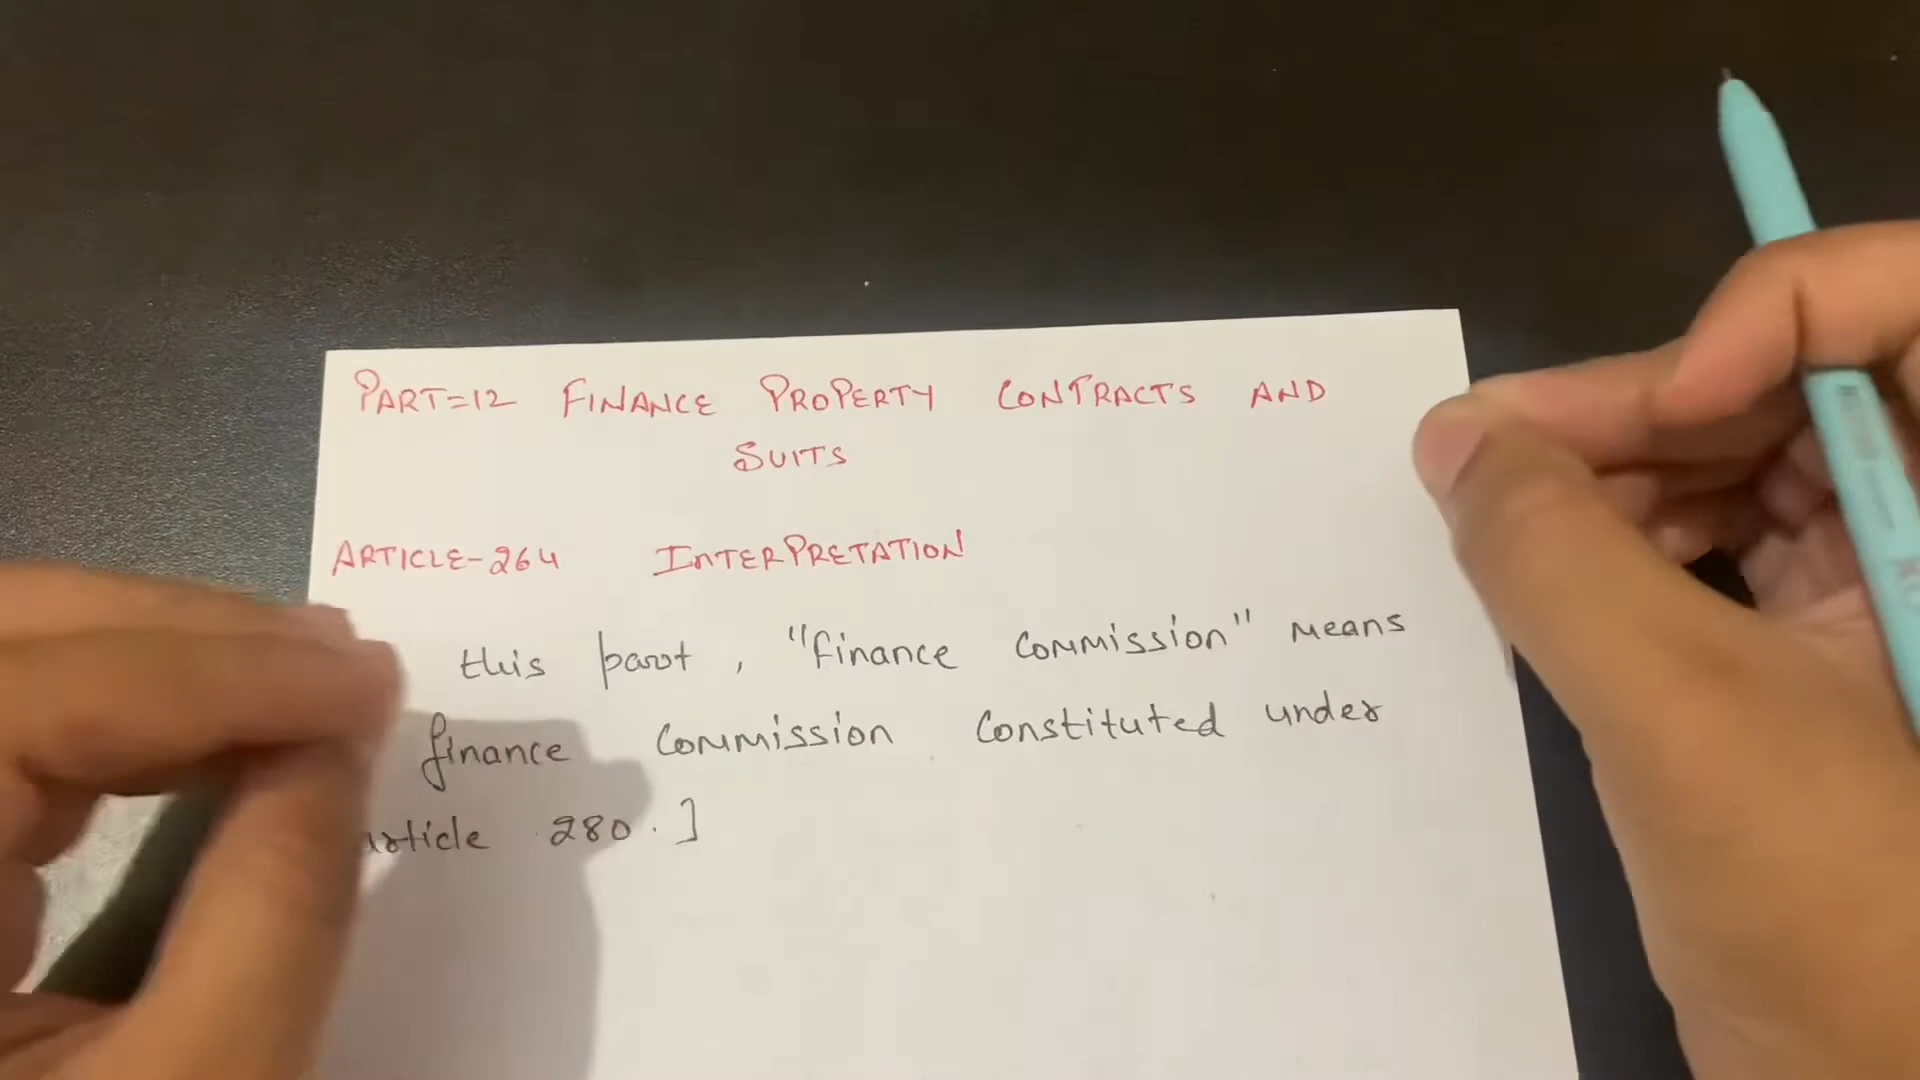 PART=12 FINANCE PROPERTY CONTRACTS AND
SUITS
ARTICLE-264 INTERPRETATION
this part, "finance Commission" means
finance Commission Constituted under
article 280.]